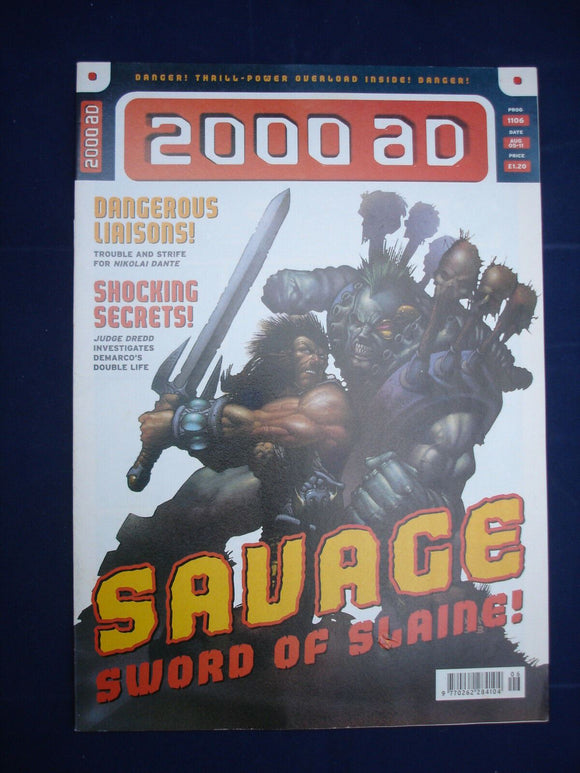 DANGER! THRILL-POWER OVERLOAD INSIDE! DANGER!
2000 AD
2000 AD
PROG
1106
DATE
AUG
05-11
PRICE
£1.20
DANGEROUS
LIAISONS!
TROUBLE AND STRIFE
FOR NIKOLAI DANTE
SHOCKING
SECRETS!
JUDGE DREDD
INVESTIGATES
DEMARCO'S
DOUBLE LIFE
SAVAGE
SWORD OF SLAINE!
06
9 770262 284104